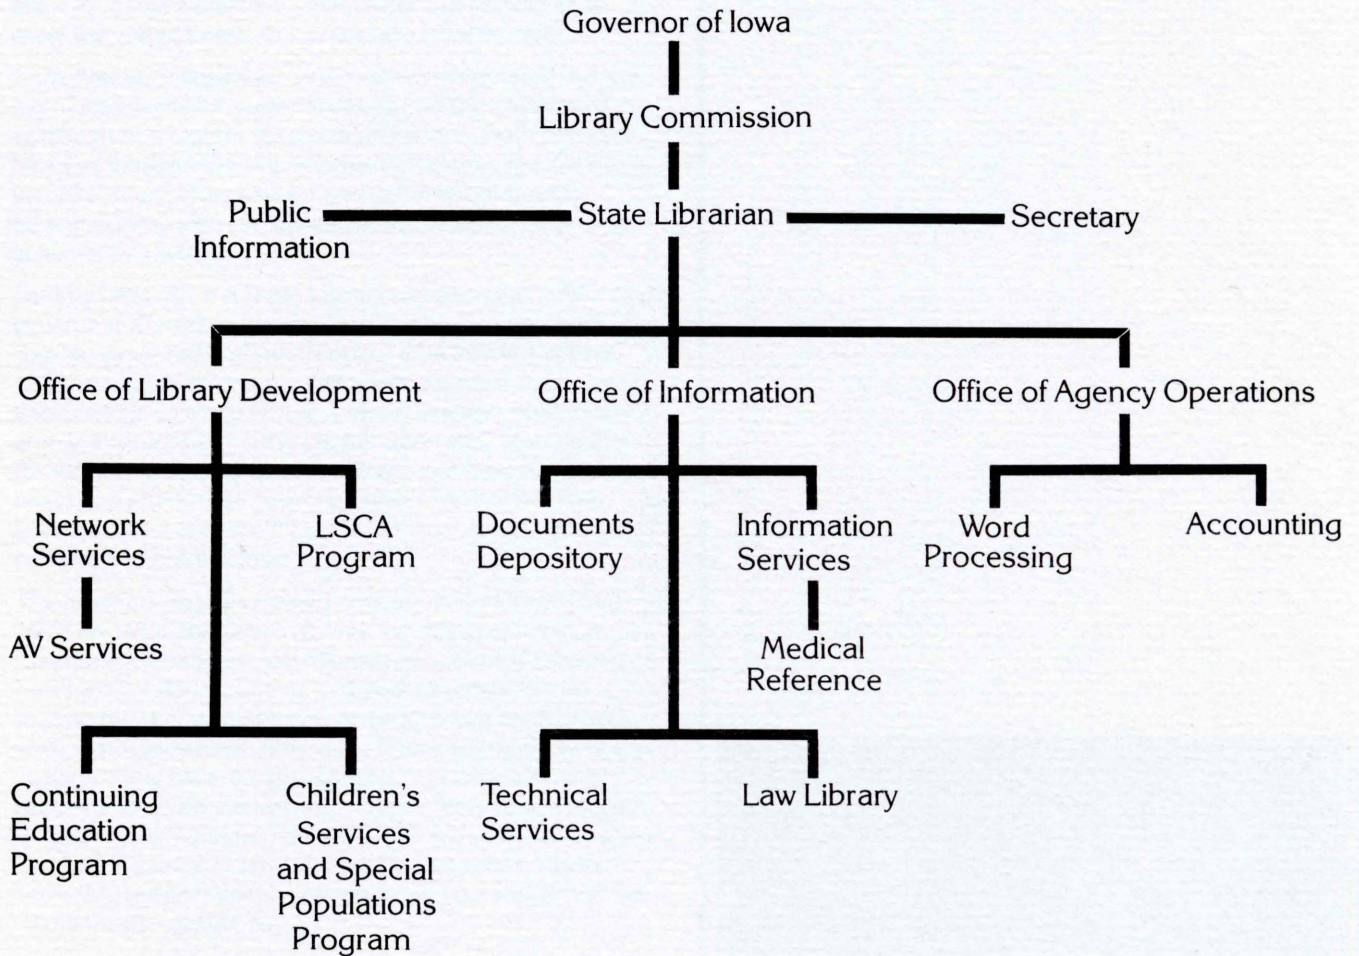 Governor of Iowa
Library Commission
Public
Information
State Librarian
Secretary
Office of Library Development
Office of Information
Office of Agency Operations
Network
Services
LSCA
Program
Documents
Depository
Information
Services
Word
Processing
Accounting
AV Services
Medical
Reference
Continuing
Education
Program
Children's
Services
and Special
Populations
Program
Technical
Services
Law Library